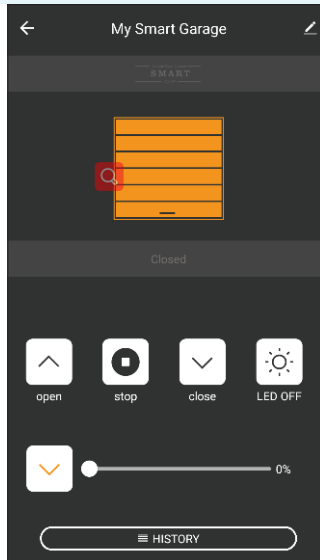 My Smart Garage
SMART
Closed
open
stop
close
LED OFF
0%
HISTORY